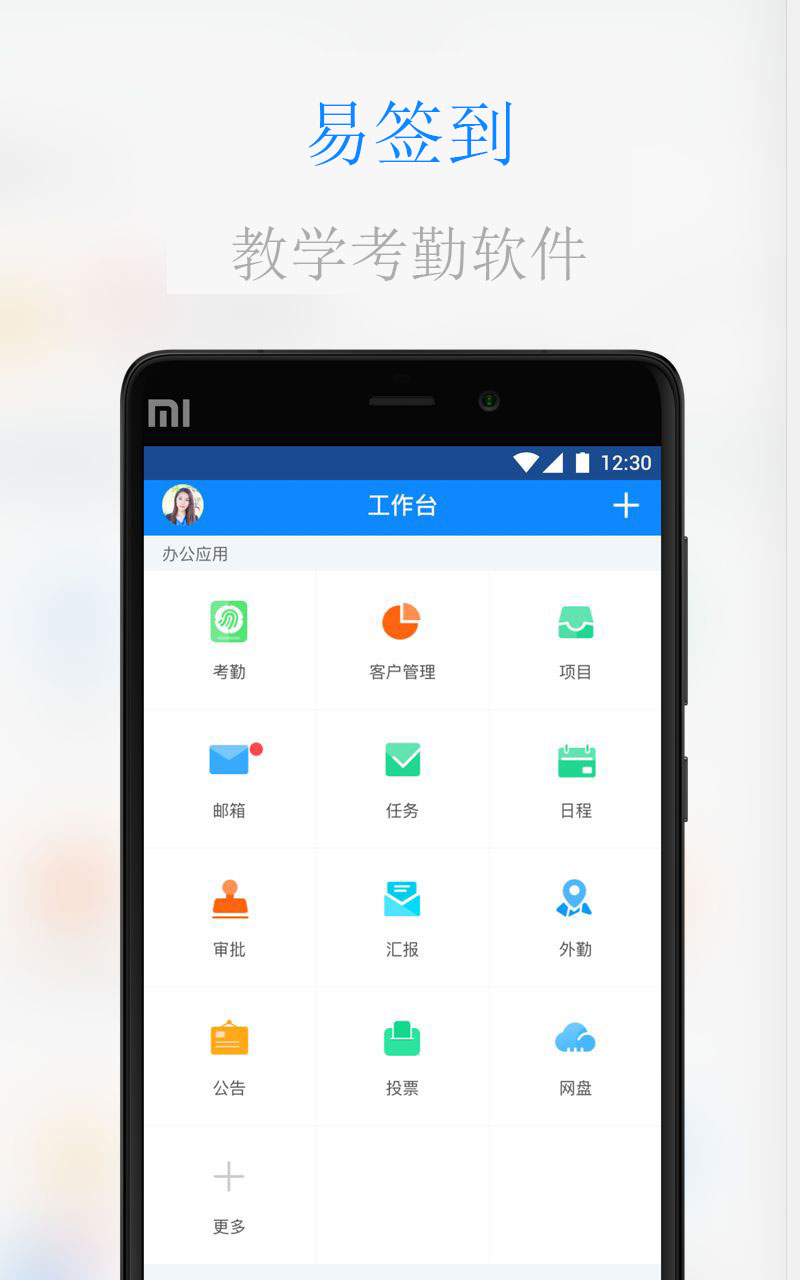 易签到
教学考勤软件
MI
12:30
工作台
办公应用
考勤 客户管理 项目
邮箱 任务 日程
审批 汇报 外勤
公告 投票 网盘
更多